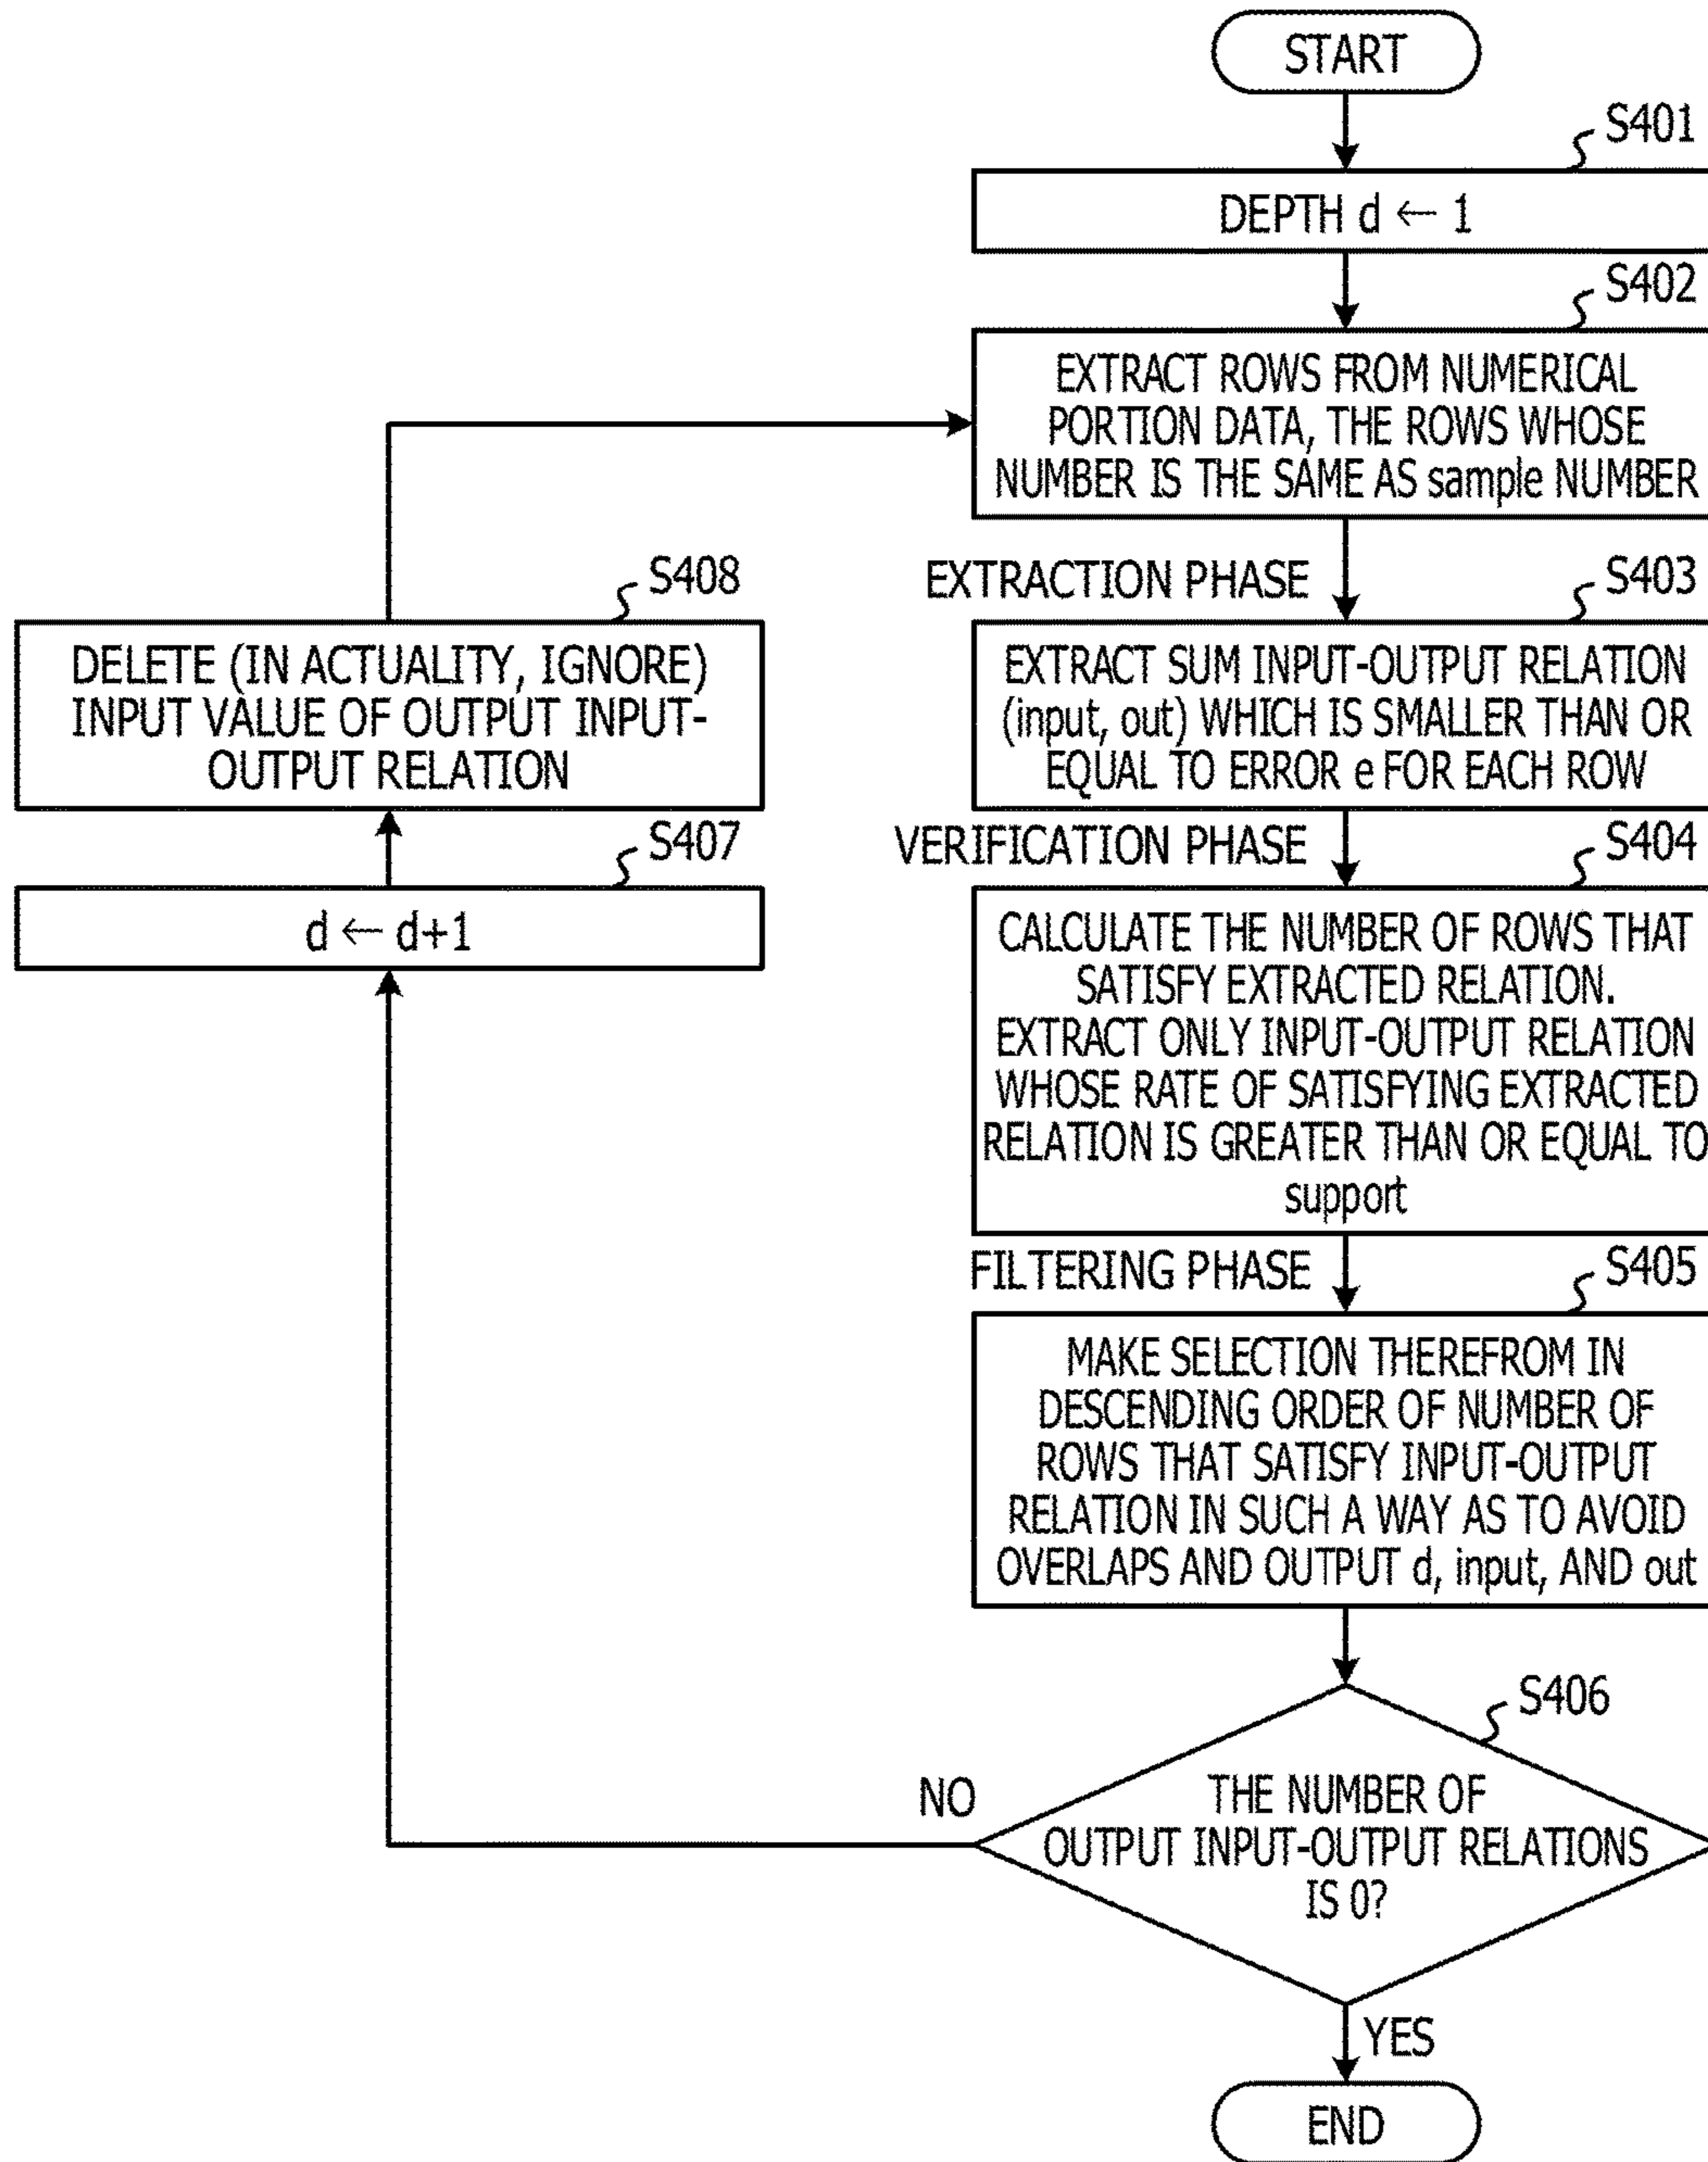 START
S401
DEPTH d ← 1
S402
EXTRACT ROWS FROM NUMERICAL
PORTION DATA, THE ROWS WHOSE
NUMBER IS THE SAME AS sample NUMBER
EXTRACTION PHASE
S403
EXTRACT SUM INPUT-OUTPUT RELATION
(input, out) WHICH IS SMALLER THAN OR
EQUAL TO ERROR e FOR EACH ROW
VERIFICATION PHASE
S404
CALCULATE THE NUMBER OF ROWS THAT
SATISFY EXTRACTED RELATION.
EXTRACT ONLY INPUT-OUTPUT RELATION
WHOSE RATE OF SATISFYING EXTRACTED
RELATION IS GREATER THAN OR EQUAL TO
support
FILTERING PHASE
S405
MAKE SELECTION THEREFROM IN
DESCENDING ORDER OF NUMBER OF
ROWS THAT SATISFY INPUT-OUTPUT
RELATION IN SUCH A WAY AS TO AVOID
OVERLAPS AND OUTPUT d, input, AND out
S406
THE NUMBER OF
OUTPUT INPUT-OUTPUT RELATIONS
IS 0?
NO
S407
d ← d+1
S408
DELETE (IN ACTUALITY, IGNORE)
INPUT VALUE OF OUTPUT INPUT-
OUTPUT RELATION
YES
END